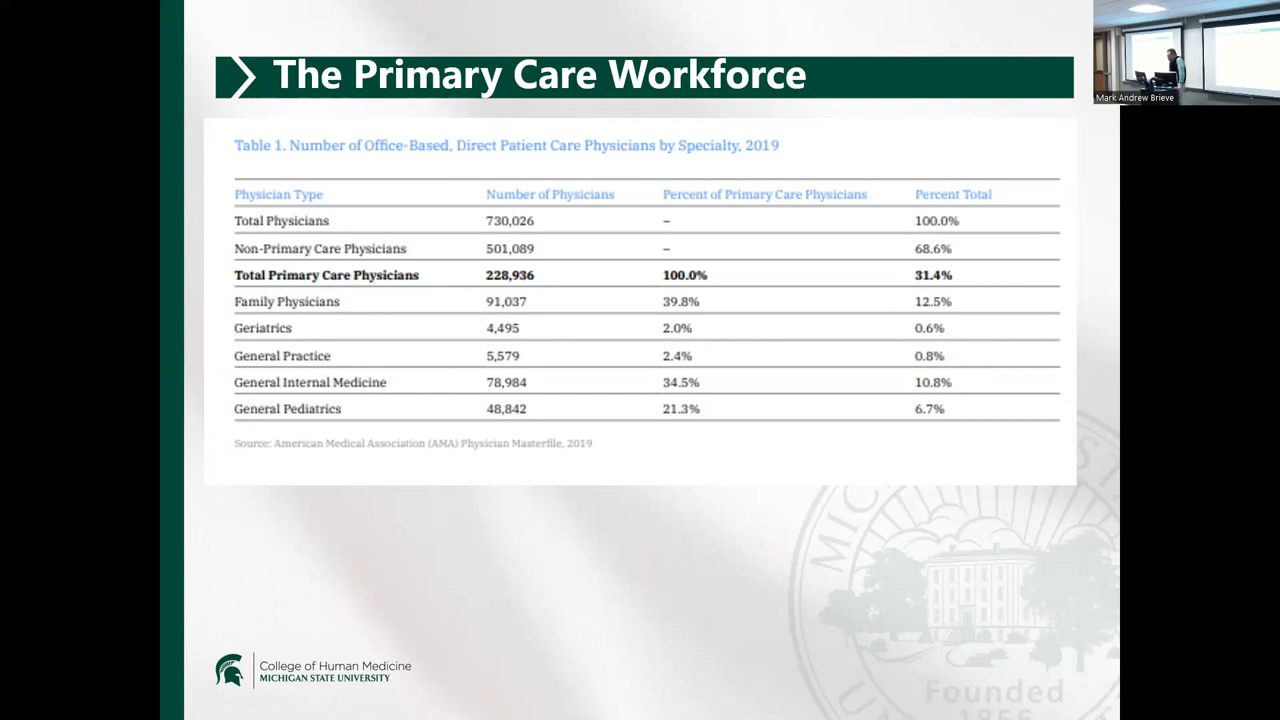 The Primary Care Workforce
Mark Andrew Brieve
Table 1. Number of Office-Based, Direct Patient Care Physicians by Specialty, 2019
Physician Type Number of Physicians Percent of Primary Care Physicians Percent Total
Total Physicians 730,026 – 100.0%
Non-Primary Care Physicians 501,089 – 68.6%
Total Primary Care Physicians 228,936 100.0% 31.4%
Family Physicians 91,037 39.8% 12.5%
Geriatrics 4,495 2.0% 0.6%
General Practice 5,579 2.4% 0.8%
General Internal Medicine 78,984 34.5% 10.8%
General Pediatrics 48,842 21.3% 6.7%
Source: American Medical Association (AMA) Physician Masterfile, 2019
College of Human Medicine
MICHIGAN STATE UNIVERSITY
Founded
1855